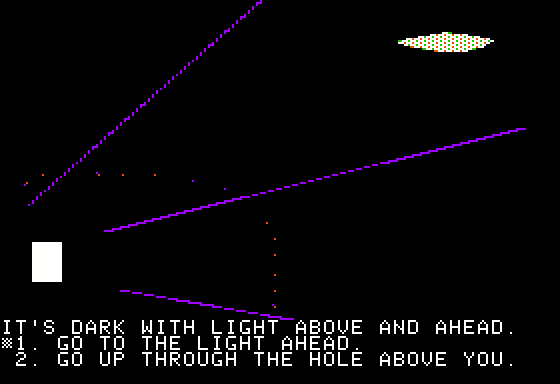 IT'S DARK WITH LIGHT ABOVE AND AHEAD.
*1. GO TO THE LIGHT AHEAD.
2. GO UP THROUGH THE HOLE ABOVE YOU.